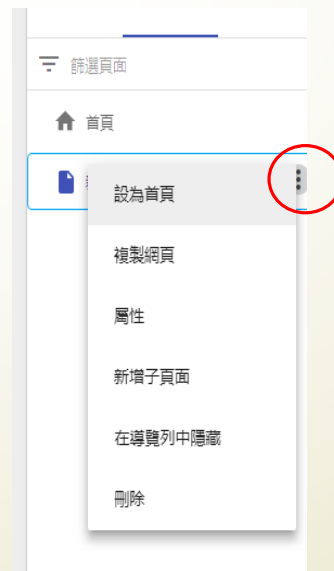 篩選頁面
首頁
設為首頁
複製網頁
屬性
新增子頁面
在導覽列中隱藏
刪除